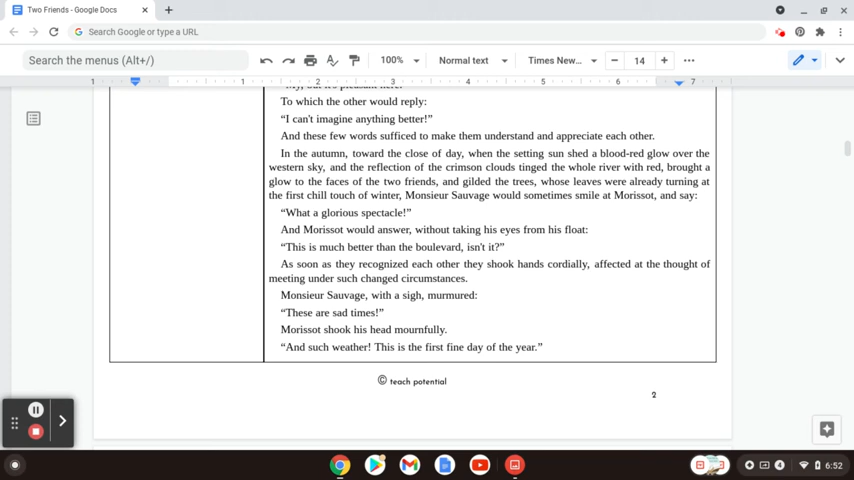 Two Friends - Google Docs
Search Google or type a URL
Search the menus (Alt+/)
100%
Normal text
Times New...
14
1 1 2 3 4 5 6 7
To which the other would reply:
“I can't imagine anything better!”
And these few words sufficed to make them understand and appreciate each other.
In the autumn, toward the close of day, when the setting sun shed a blood-red glow over the
western sky, and the reflection of the crimson clouds tinged the whole river with red, brought a
glow to the faces of the two friends, and gilded the trees, whose leaves were already turning at
the first chill touch of winter, Monsieur Sauvage would sometimes smile at Morissot, and say:
“What a glorious spectacle!”
And Morissot would answer, without taking his eyes from his float:
“This is much better than the boulevard, isn't it?”
As soon as they recognized each other they shook hands cordially, affected at the thought of
meeting under such changed circumstances.
Monsieur Sauvage, with a sigh, murmured:
“These are sad times!”
Morissot shook his head mournfully.
“And such weather! This is the first fine day of the year.”
© teach potential
2
4
6:52